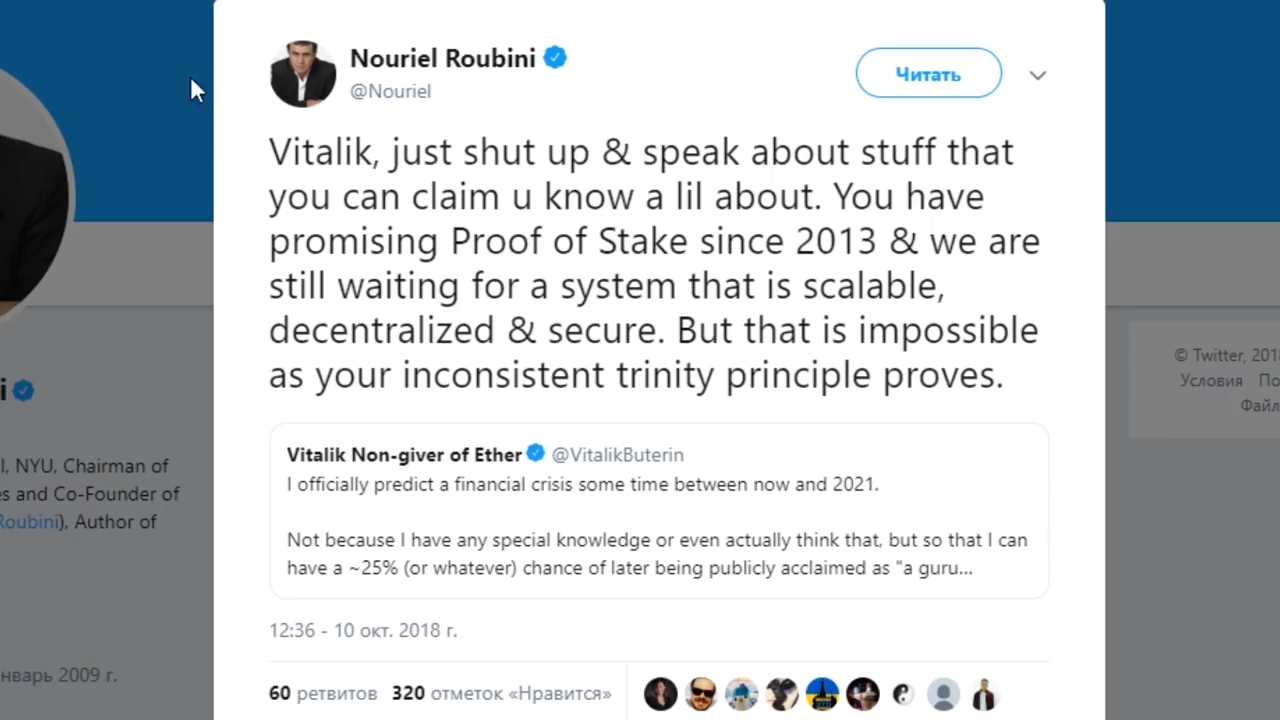 Nouriel Roubini
@Nouriel
Читать
Vitalik, just shut up & speak about stuff that
you can claim u know a lil about. You have
promising Proof of Stake since 2013 & we are
still waiting for a system that is scalable,
decentralized & secure. But that is impossible
as your inconsistent trinity principle proves.
Vitalik Non-giver of Ether @VitalikButerin
I officially predict a financial crisis some time between now and 2021.
Not because I have any special knowledge or even actually think that, but so that I can
have a ~25% (or whatever) chance of later being publicly acclaimed as "a guru...
12:36 - 10 окт. 2018 г.
60 ретвитов 320 отметок «Нравится»
, NYU, Chairman of
and Co-Founder of
Roubini), Author of
2009 г.
© Twitter,
Условия